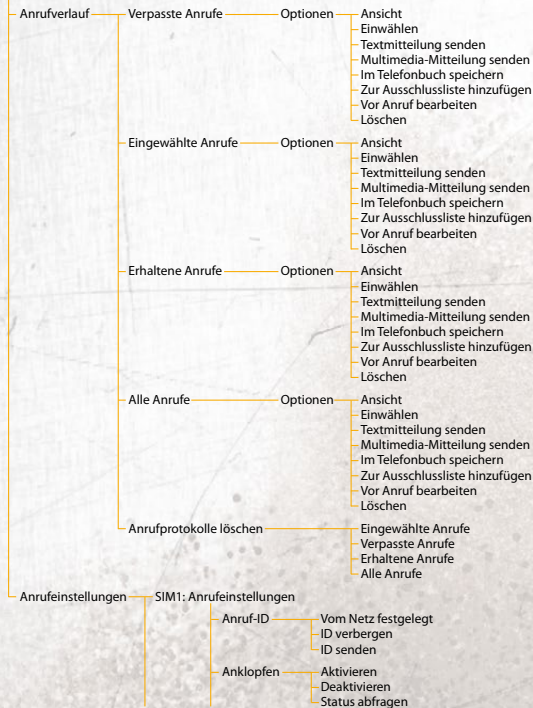 Anrufverlauf Verpasste Anrufe Optionen Ansicht
Einwählen
Textmitteilung senden
Multimedia-Mitteilung senden
Im Telefonbuch speichern
Zur Ausschlussliste hinzufügen
Vor Anruf bearbeiten
Löschen
Eingewählte Anrufe Optionen Ansicht
Einwählen
Textmitteilung senden
Multimedia-Mitteilung senden
Im Telefonbuch speichern
Zur Ausschlussliste hinzufügen
Vor Anruf bearbeiten
Löschen
Erhaltene Anrufe Optionen Ansicht
Einwählen
Textmitteilung senden
Multimedia-Mitteilung senden
Im Telefonbuch speichern
Zur Ausschlussliste hinzufügen
Vor Anruf bearbeiten
Löschen
Alle Anrufe Optionen Ansicht
Einwählen
Textmitteilung senden
Multimedia-Mitteilung senden
Im Telefonbuch speichern
Zur Ausschlussliste hinzufügen
Vor Anruf bearbeiten
Löschen
Anrufprotokolle löschen Eingewählte Anrufe
Verpasste Anrufe
Erhaltene Anrufe
Alle Anrufe
Anrufeinstellungen SIM1: Anrufeinstellungen
Anruf-ID Vom Netz festgelegt
ID verbergen
ID senden
Anklopfen Aktivieren
Deaktivieren
Status abfragen